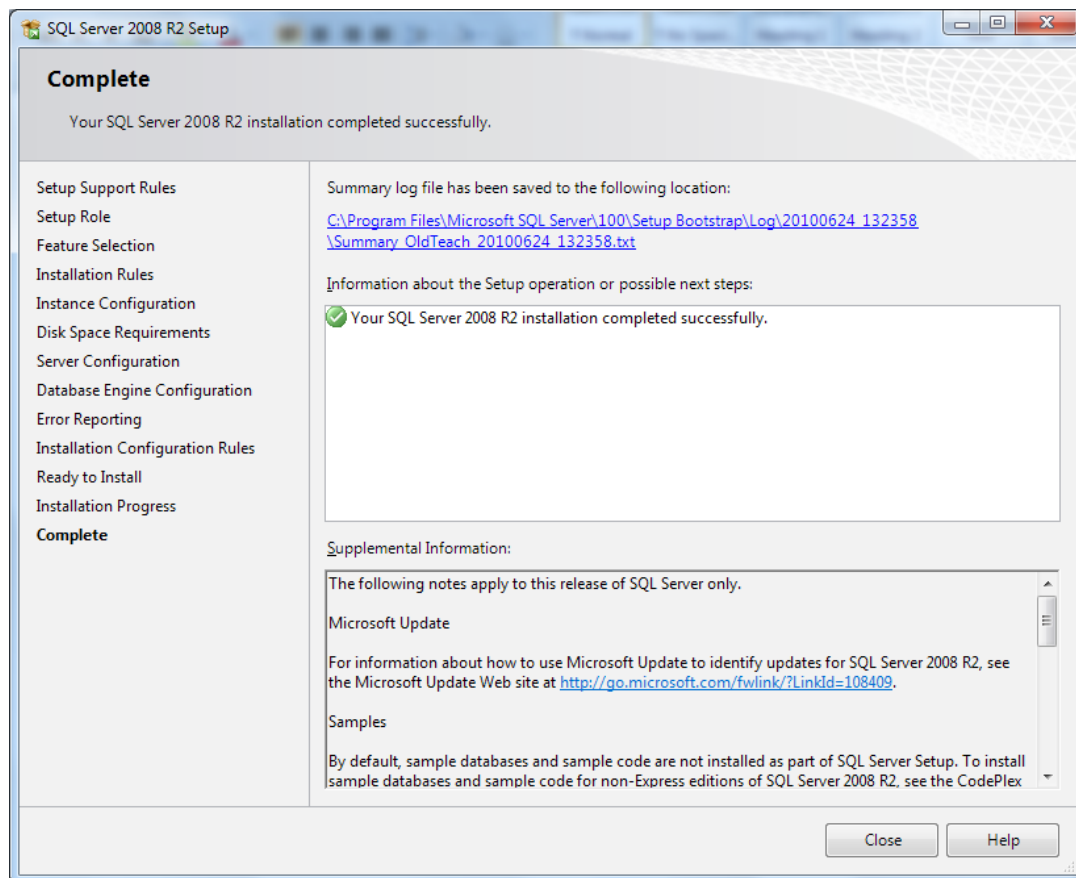 SQL Server 2008 R2 Setup
Complete
Your SQL Server 2008 R2 installation completed successfully.
Setup Support Rules
Setup Role
Feature Selection
Installation Rules
Instance Configuration
Disk Space Requirements
Server Configuration
Database Engine Configuration
Error Reporting
Installation Configuration Rules
Ready to Install
Installation Progress
Complete
Summary log file has been saved to the following location:
C:\Program Files\Microsoft SQL Server\100\Setup Bootstrap\Log\20100624_132358
\Summary_OldTeach_20100624_132358.txt
Information about the Setup operation or possible next steps:
Your SQL Server 2008 R2 installation completed successfully.
Supplemental Information:
The following notes apply to this release of SQL Server only.
Microsoft Update
For information about how to use Microsoft Update to identify updates for SQL Server 2008 R2, see
the Microsoft Update Web site at http://go.microsoft.com/fwlink/?LinkId=108409.
Samples
By default, sample databases and sample code are not installed as part of SQL Server Setup. To install
sample databases and sample code for non-Express editions of SQL Server 2008 R2, see the CodePlex
Close
Help